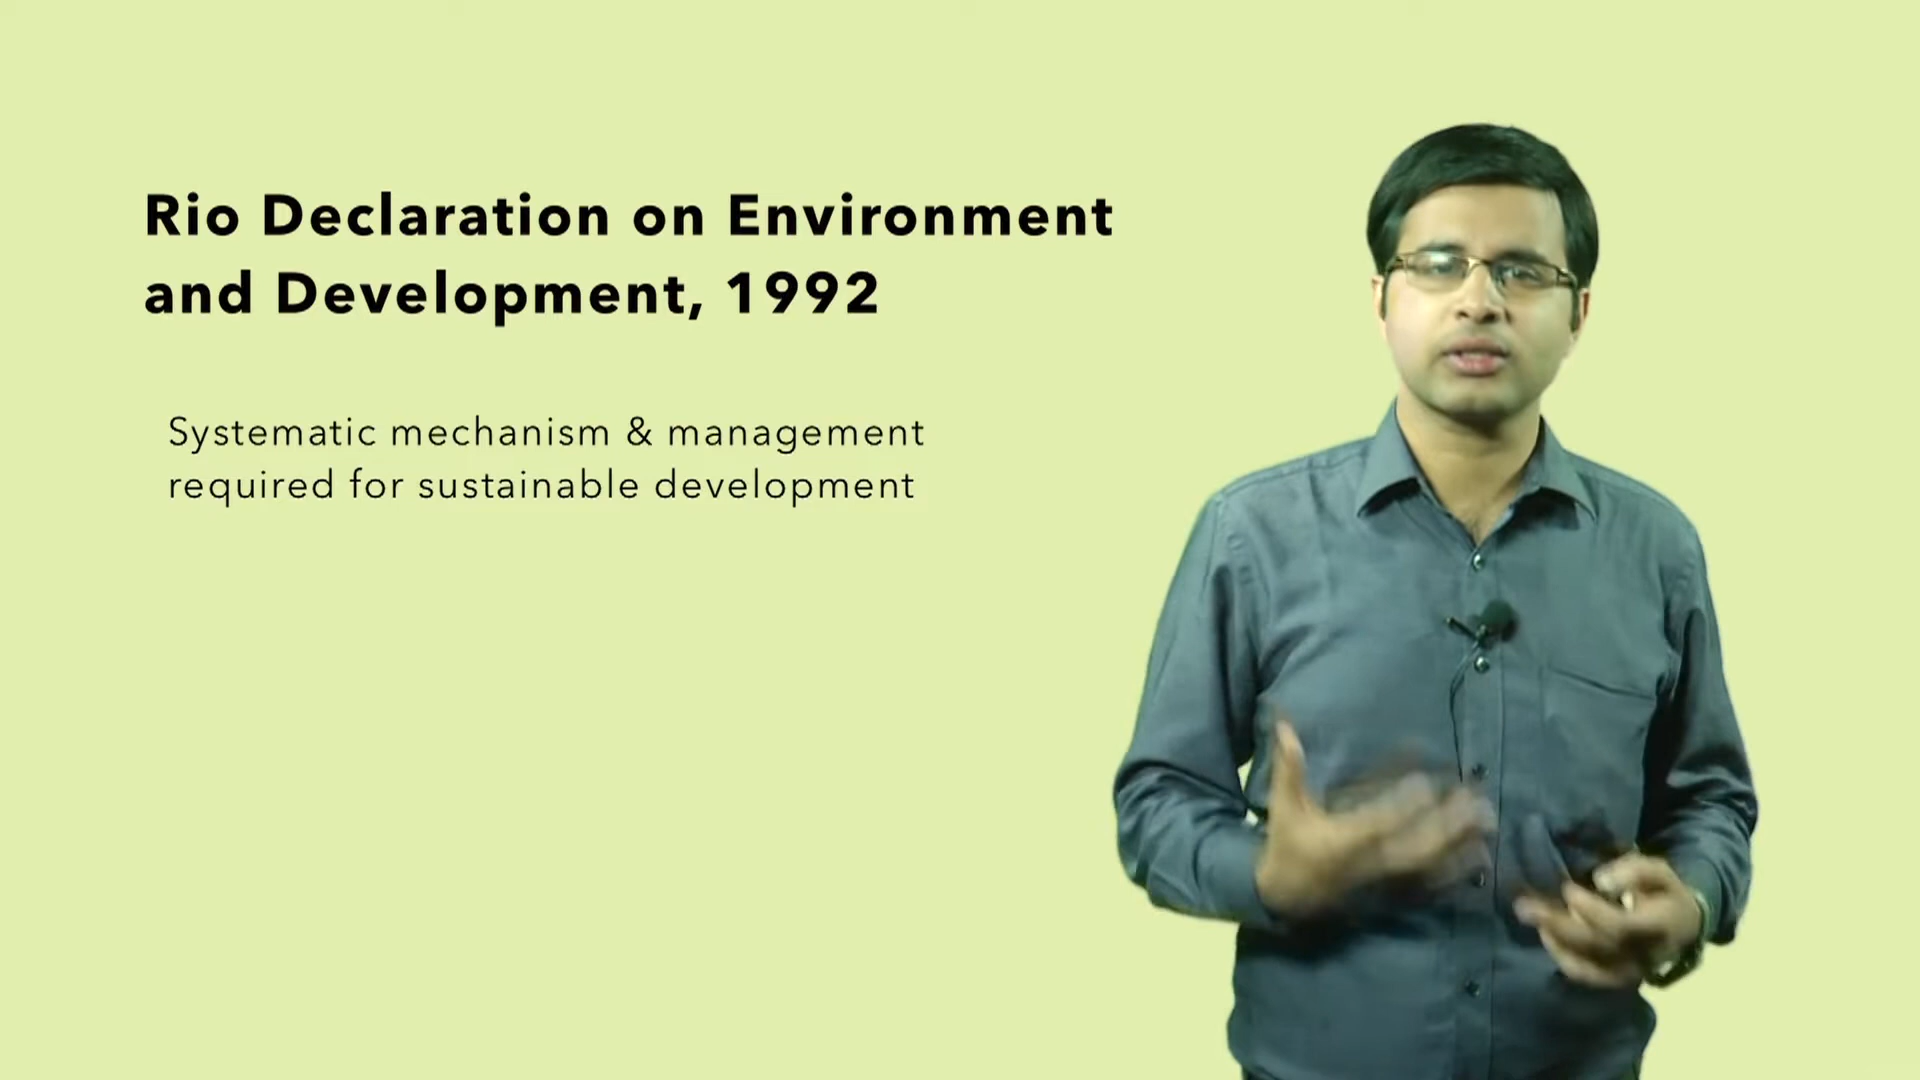 Rio Declaration on Environment
and Development, 1992
Systematic mechanism & management
required for sustainable development